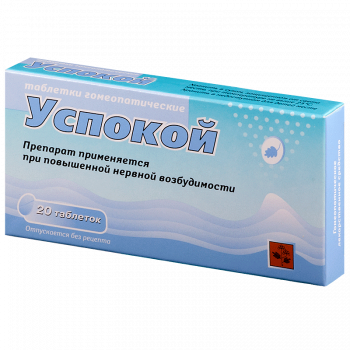 таблетки гомеопатические
Успокой
Препарат применяется
при повышенной нервной возбудимости
20 таблеток
Отпускается без рецепта